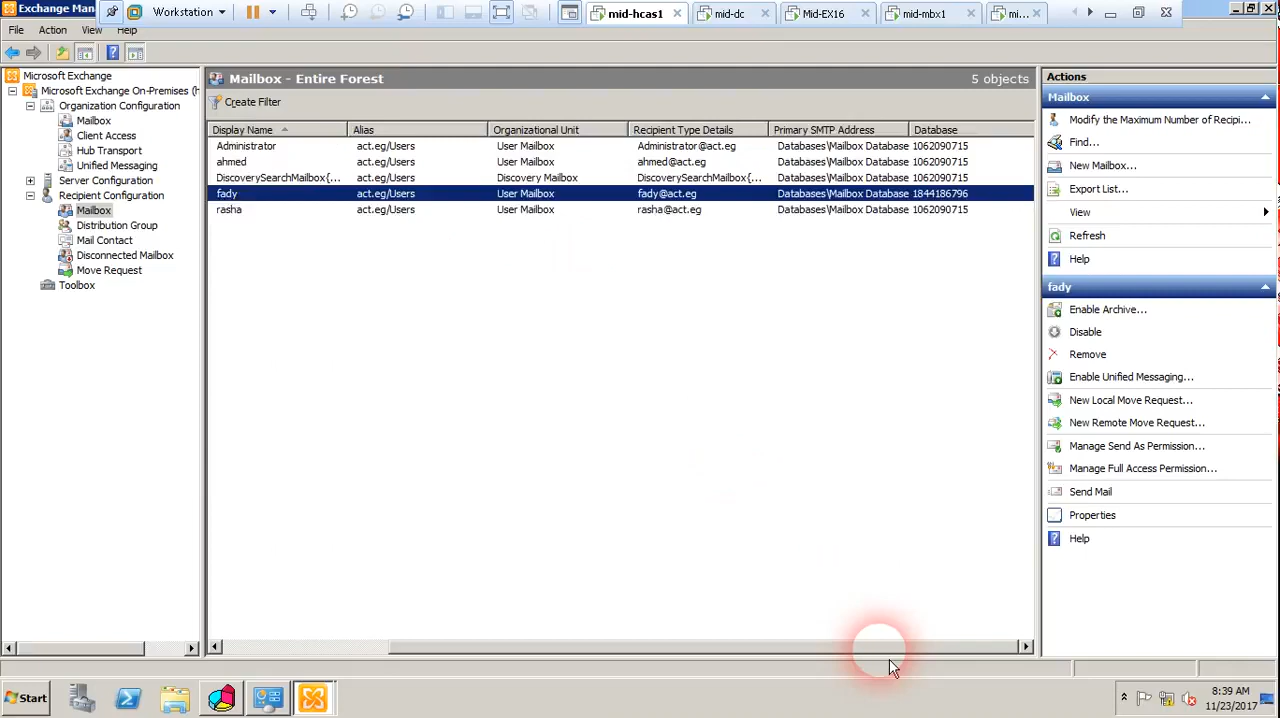 Exchange Mana
Workstation
mid-hcas1
mid-dc
Mid-EX16
mid-mbx1
mi...
File
Action
View
Help
Microsoft Exchange
Microsoft Exchange On-Premises (h
Organization Configuration
Mailbox
Client Access
Hub Transport
Unified Messaging
Server Configuration
Recipient Configuration
Mailbox
Distribution Group
Mail Contact
Disconnected Mailbox
Move Request
Toolbox
Mailbox - Entire Forest
5 objects
Create Filter
Display Name Alias Organizational Unit Recipient Type Details Primary SMTP Address Database
Administrator act.eg/Users User Mailbox Administrator@act.eg Databases\Mailbox Database 1062090715
ahmed act.eg/Users User Mailbox ahmed@act.eg Databases\Mailbox Database 1062090715
DiscoverySearchMailbox{... act.eg/Users Discovery Mailbox DiscoverySearchMailbox{... Databases\Mailbox Database 1062090715
fady act.eg/Users User Mailbox fady@act.eg Databases\Mailbox Database 1844186796
rasha act.eg/Users User Mailbox rasha@act.eg Databases\Mailbox Database 1062090715
Actions
Mailbox
Modify the Maximum Number of Recipi...
Find...
New Mailbox...
Export List...
View
Refresh
Help
fady
Enable Archive...
Disable
Remove
Enable Unified Messaging...
New Local Move Request...
New Remote Move Request...
Manage Send As Permission...
Manage Full Access Permission...
Send Mail
Properties
Help
Start
8:39 AM
11/23/2017